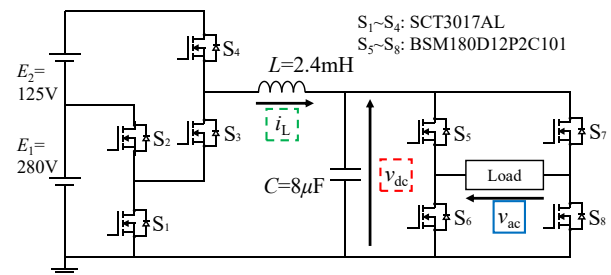 S₁~S₄: SCT3017AL
S₅~S₈: BSM180D12P2C101
S₄
L=2.4mH
E₂=
125V
iL
S₂
S₃
S₅
S₇
E₁=
280V
C=8μF
vdc
Load
S₁
S₆
vac
S₈